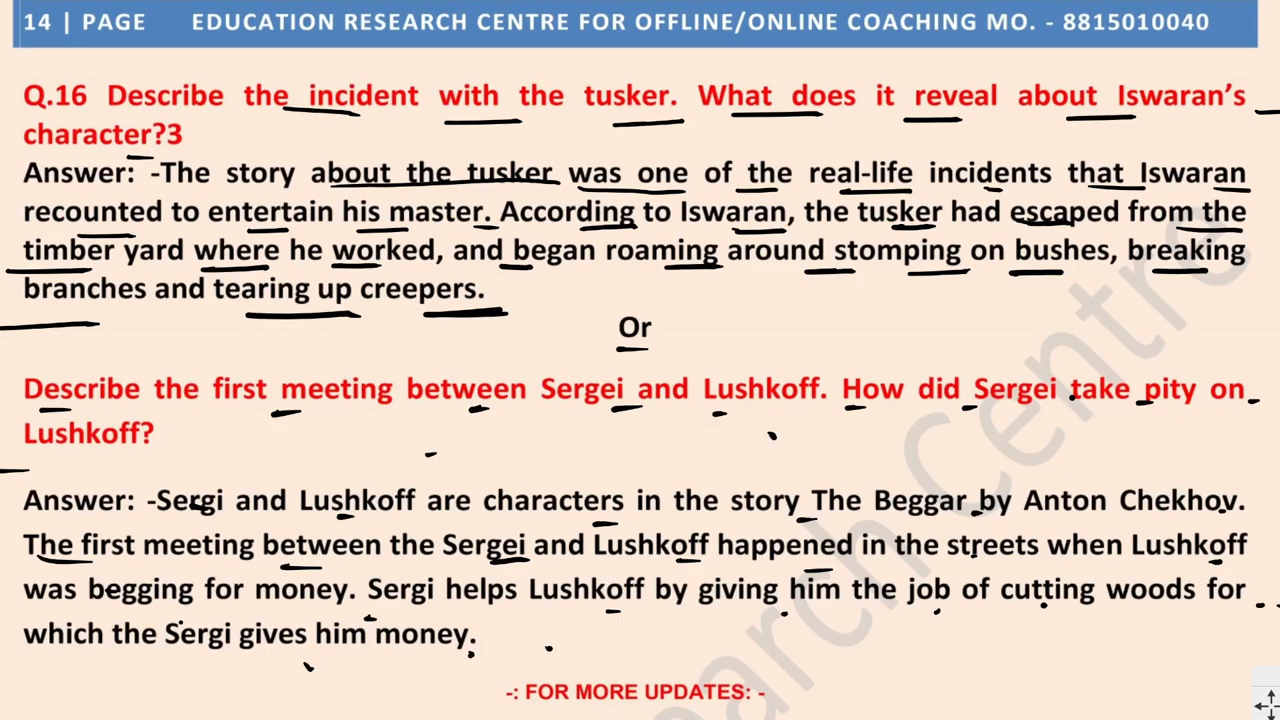 14 | PAGE EDUCATION RESEARCH CENTRE FOR OFFLINE/ONLINE COACHING MO. - 8815010040
Q.16 Describe the incident with the tusker. What does it reveal about Iswaran's
character?3
Answer: -The story about the tusker was one of the real-life incidents that Iswaran
recounted to entertain his master. According to Iswaran, the tusker had escaped from the
timber yard where he worked, and began roaming around stomping on bushes, breaking
branches and tearing up creepers.
Or
Describe the first meeting between Sergei and Lushkoff. How did Sergei take pity on
Lushkoff?
Answer: -Sergi and Lushkoff are characters in the story The Beggar by Anton Chekhov.
The first meeting between the Sergei and Lushkoff happened in the streets when Lushkoff
was begging for money. Sergi helps Lushkoff by giving him the job of cutting woods for
which the Sergi gives him money.
arch Centre
-: FOR MORE UPDATES: -